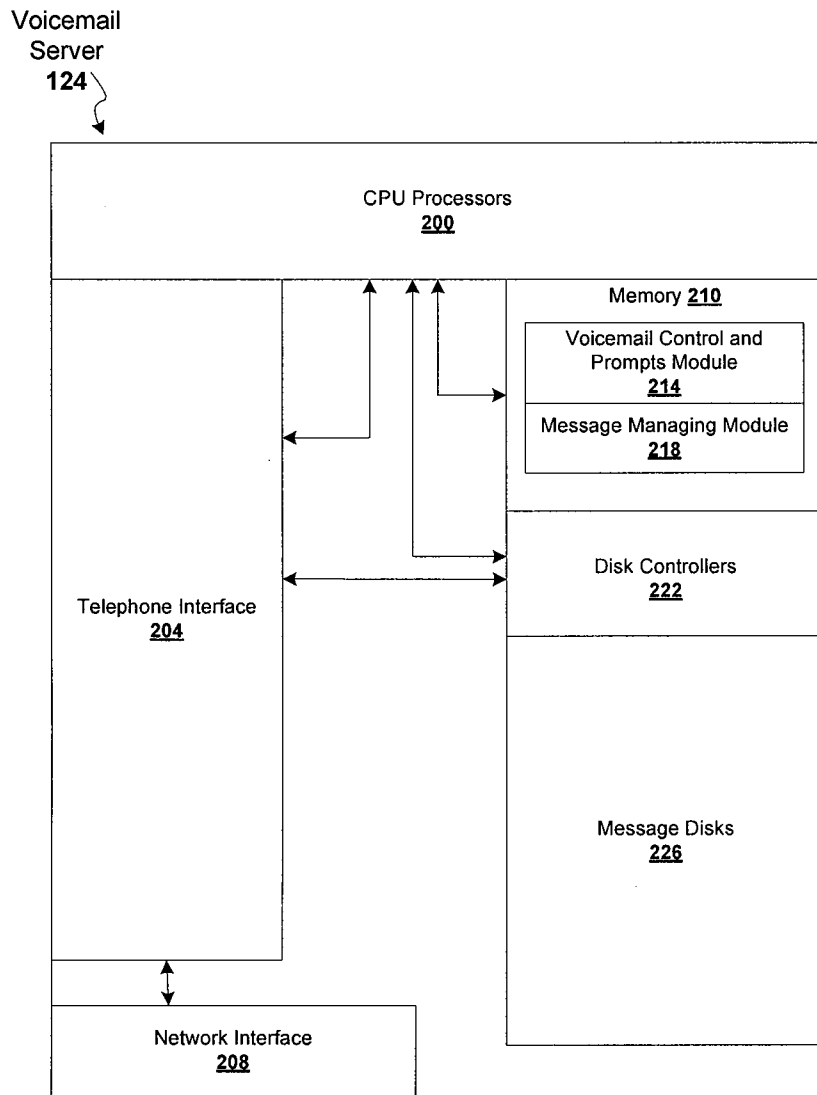 Voicemail
Server
124
CPU Processors
200
Memory 210
Voicemail Control and
Prompts Module
214
Message Managing Module
218
Disk Controllers
222
Telephone Interface
204
Message Disks
226
Network Interface
208